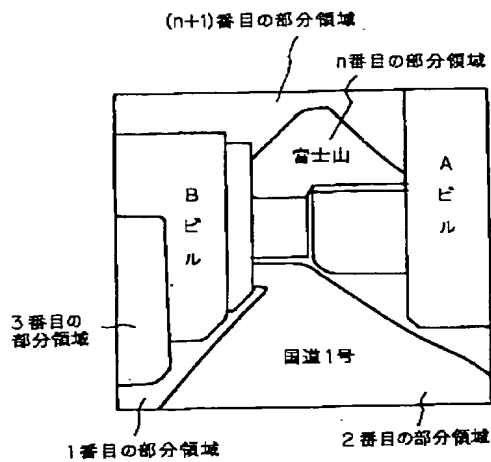 (n+1)番目の部分領域
n番目の部分領域
富士山
Aビル
Bビル
3番目の
部分領域
国道1号
1番目の部分領域
2番目の部分領域